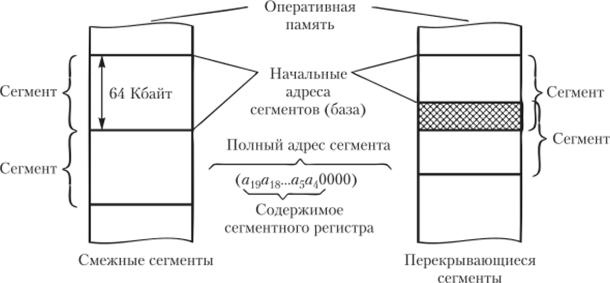 Оперативная
память
Сегмент
64 Кбайт
Начальные
адреса
сегментов (база)
Сегмент
Сегмент
Сегмент
Полный адрес сегмента
(a19a18...a5a40000)
Содержимое
сегментного регистра
Смежные сегменты
Перекрывающиеся
сегменты